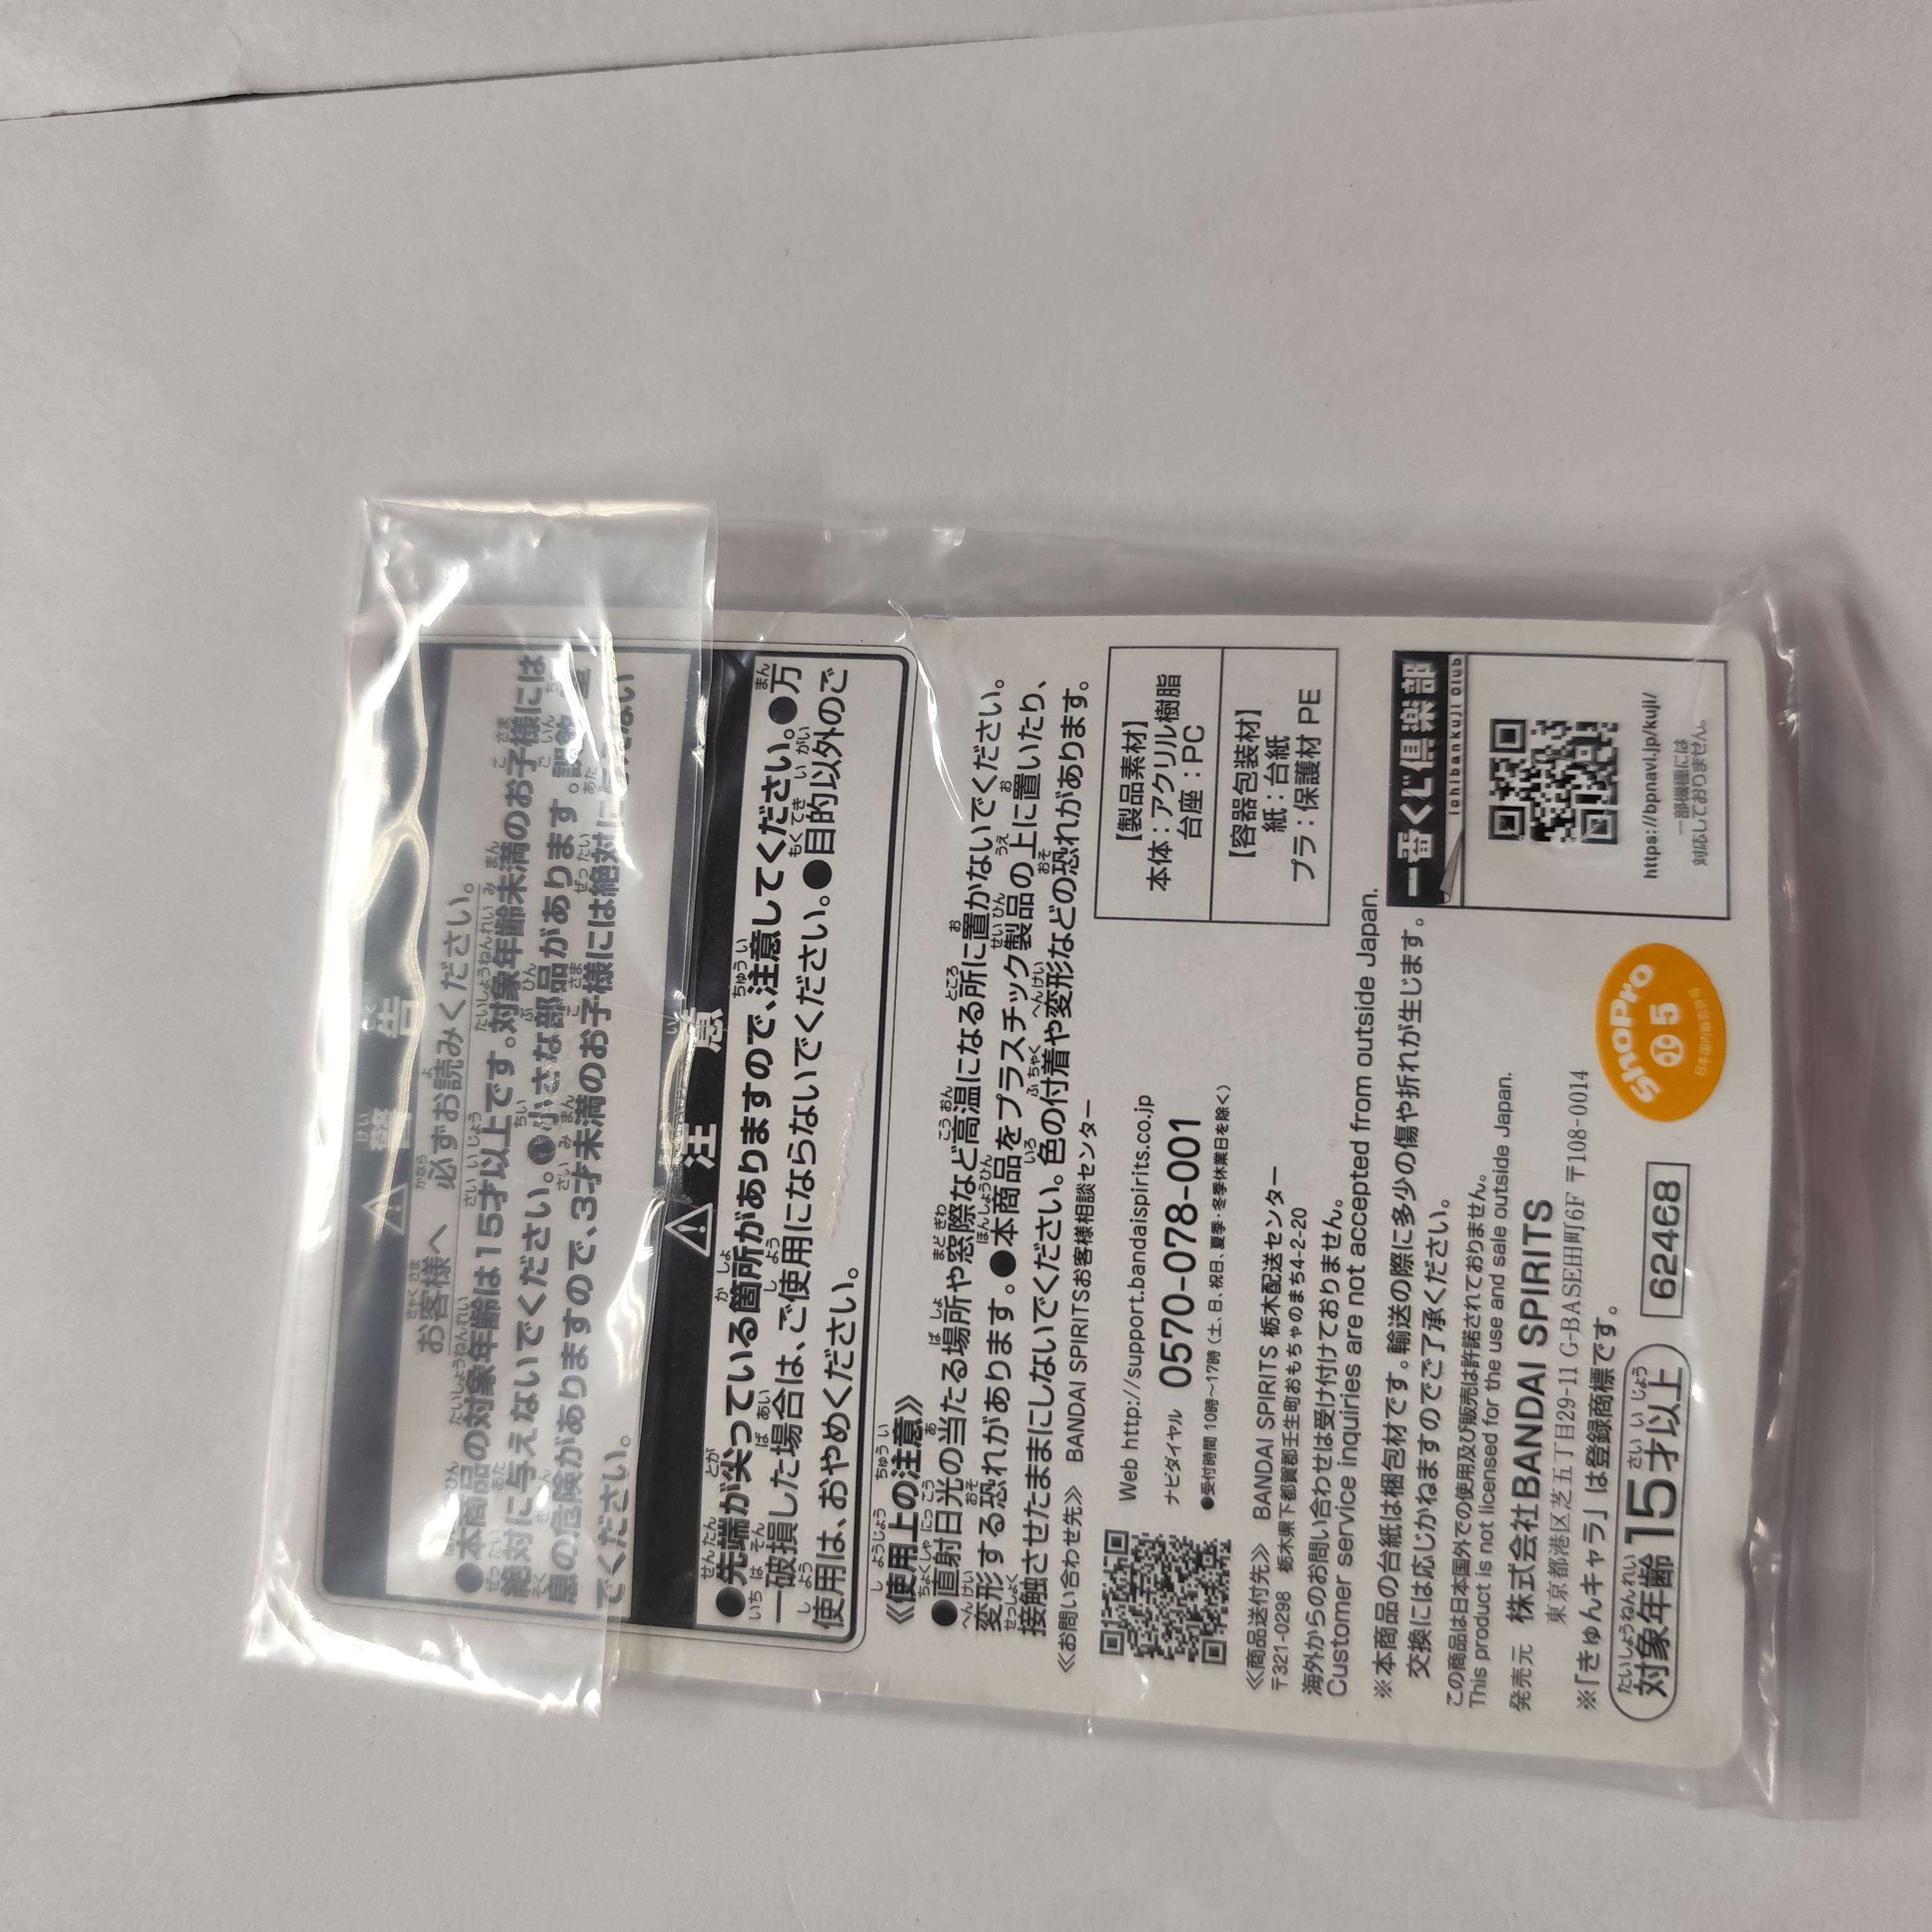 警告
お客様へ 必ずお読みください。
●本商品の対象年齢は15才以上です。対象年齢未満のお子様には
絶対に与えないでください。●小さな部品があります。
息の危険がありますので、3才未満のお子様には絶対に
でください。
注意
●先端が尖っている箇所がありますので、注意してください。●万
一破損した場合は、ご使用にならないでください。●目的以外のご
使用は、おやめください。
《使用上の注意》
●直射日光の当たる場所や窓際など高温になる所に置かないでください。
変形する恐れがあります。●本商品をプラスチック製品の上に置いたり、
接触させたままにしないでください。色の付着や変形などの恐れがあります。
《お問い合わせ先》 BANDAI SPIRITSお客様相談センター
Web http://support.bandaispirits.co.jp
ナビダイヤル 0570-078-001
●受付時間 10時～17時(土、日、祝日、夏季・冬季休業日を除く)
【製品素材】
本体：アクリル樹脂
台座：PC
【容器包装材】
紙：台紙
プラ：保護材 PE
《商品送付先》 BANDAI SPIRITS 栃木配送センター
〒321-0298 栃木県下都賀郡壬生町おもちゃのまち4-2-20
海外からのお問い合わせは受け付けておりません。
Customer service inquiries are not accepted from outside Japan.
※本商品の台紙は梱包材です。輸送の際に多少の傷や折れが生じます。
交換には応じかねますのでご了承ください。
この商品は日本国外での使用及び販売は許諾されておりません。
This product is not licensed for the use and sale outside Japan.
発売元 株式会社BANDAI SPIRITS
東京都港区芝五丁目29-11 G-BASE田町6F 〒108-0014
※「きゅんキャラ」は登録商標です。
対象年齢 15才以上
62468
一番くじ倶楽部
ichibankuji Club
https://bpnavi.jp/kuji/
一部機種には
対応しておりません。
ShoPro
19 5